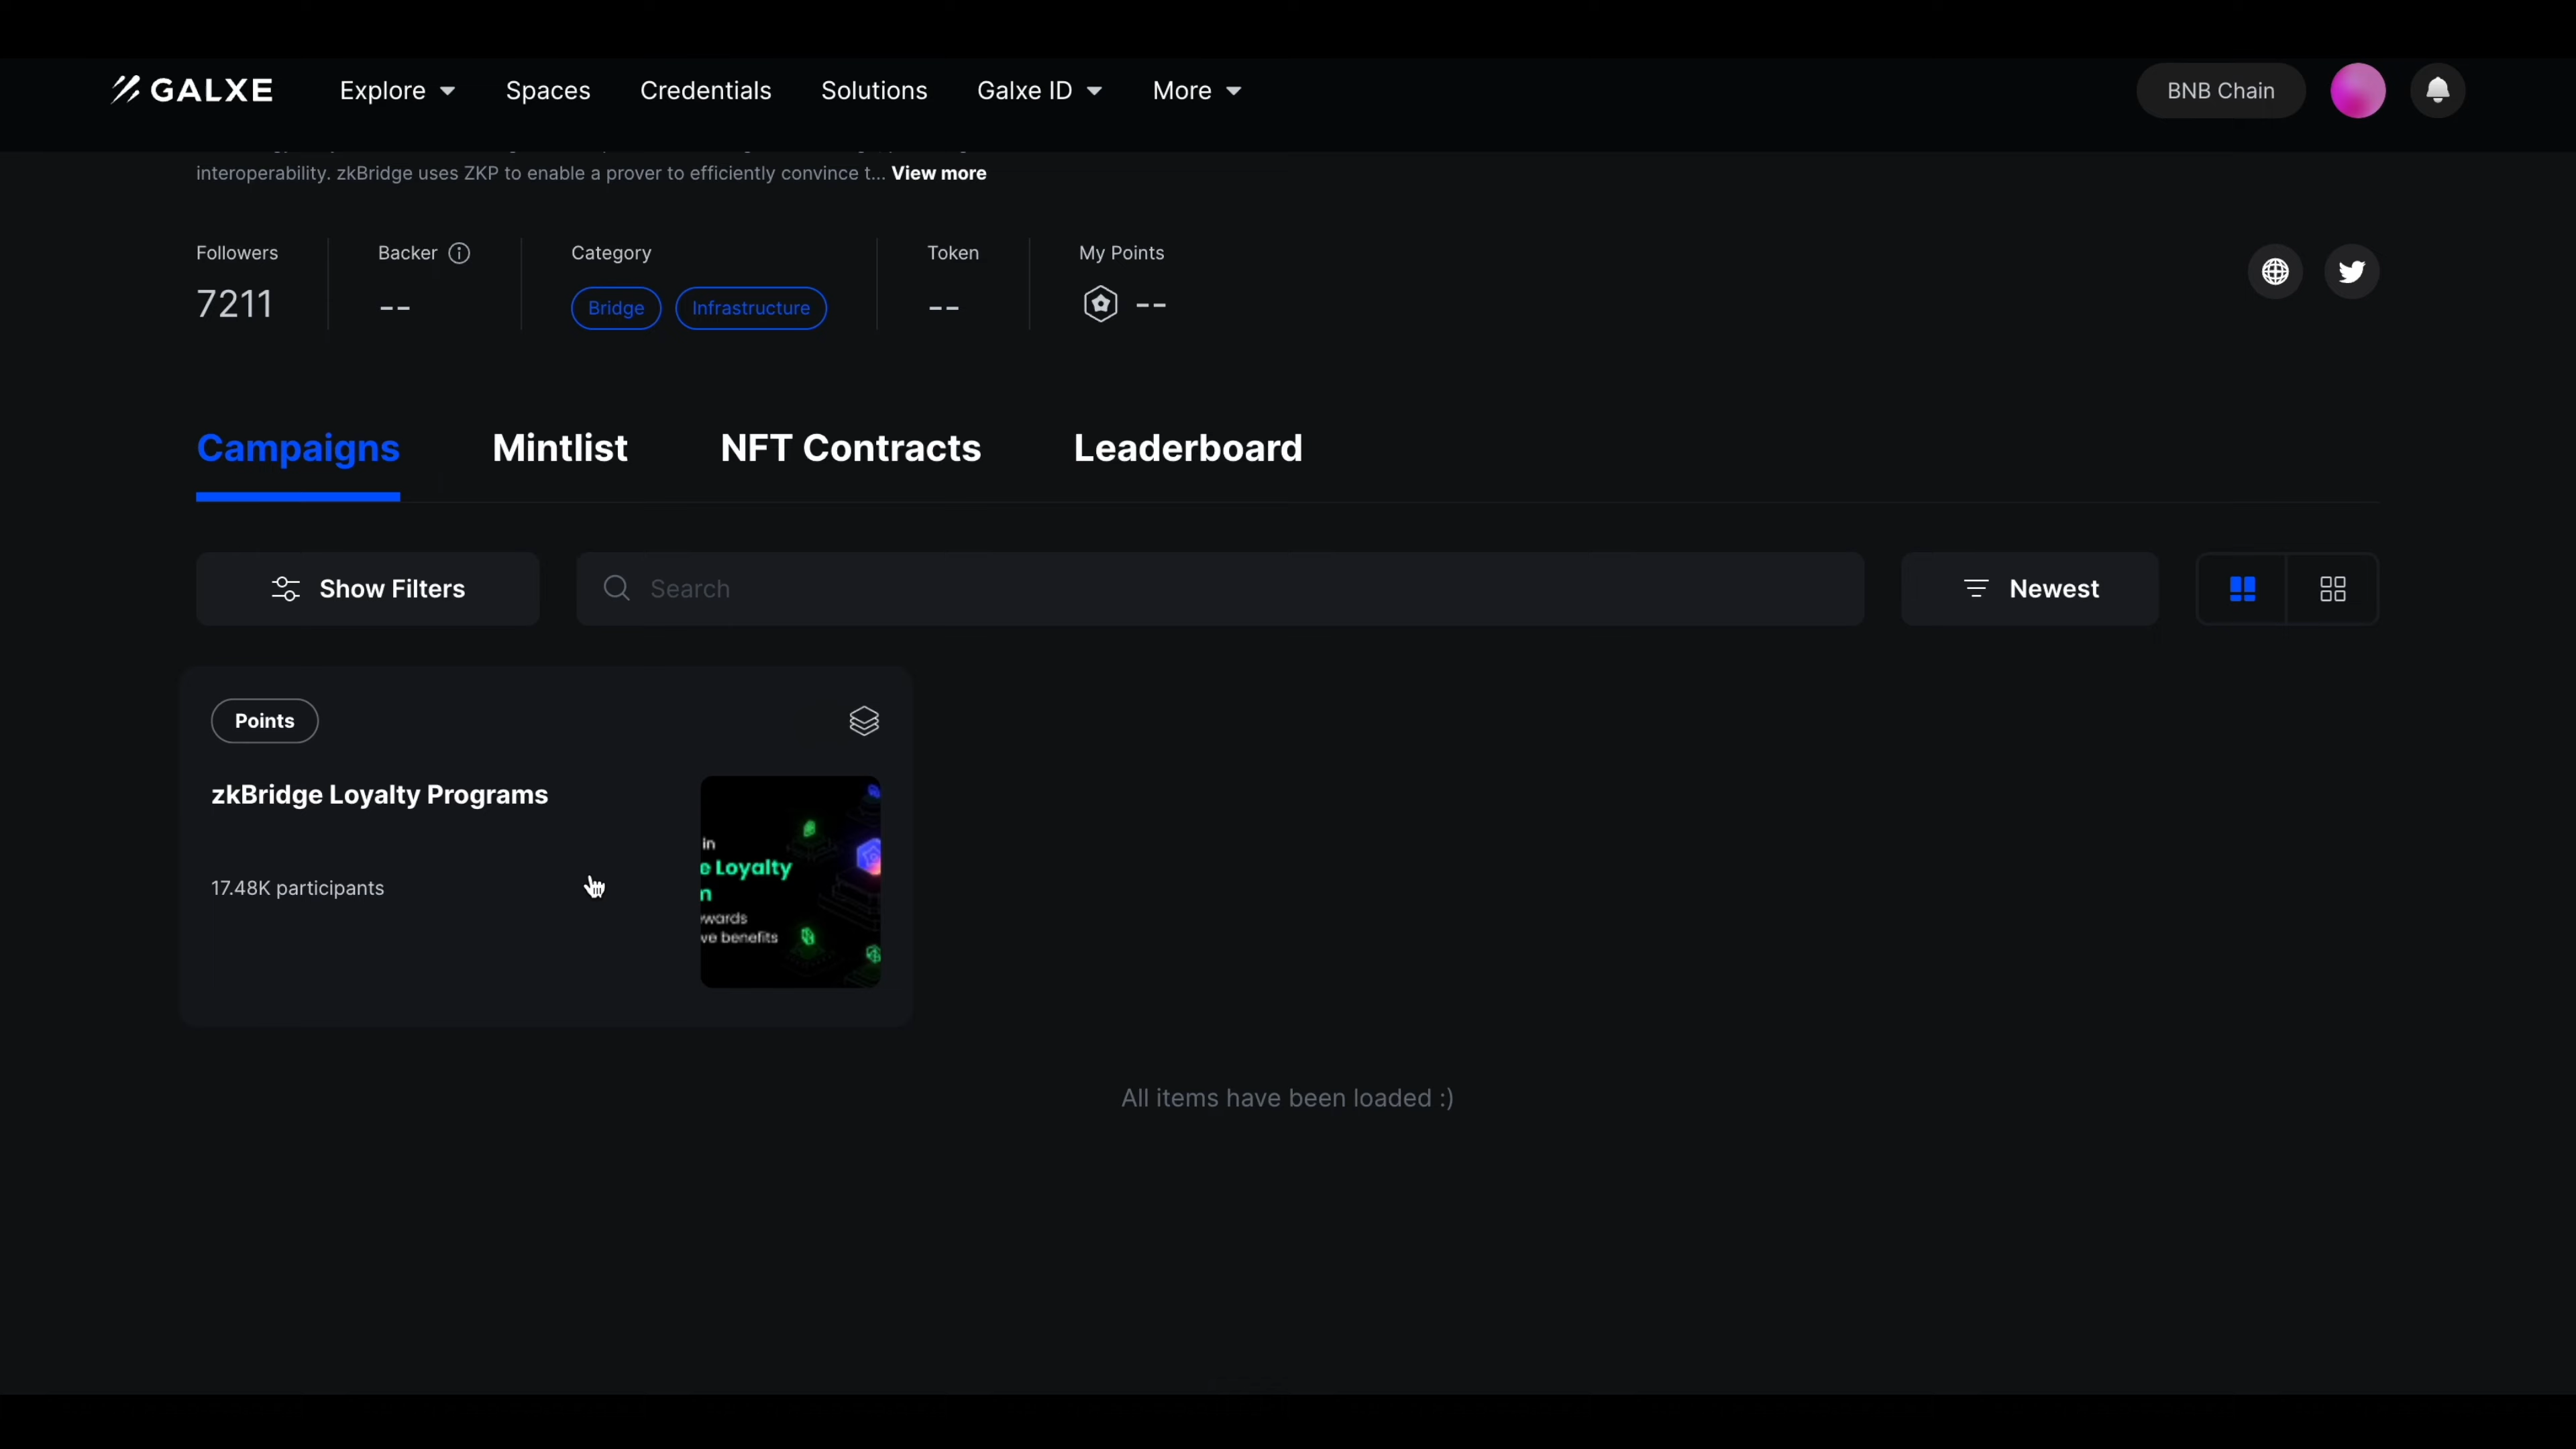 GALXE
Explore
Spaces
Credentials
Solutions
Galxe ID
More
BNB Chain
interoperability. zkBridge uses ZKP to enable a prover to efficiently convince t... View more
Followers
Backer
Category
Token
My Points
7211
--
Bridge
Infrastructure
--
--
Campaigns
Mintlist
NFT Contracts
Leaderboard
Show Filters
Search
Newest
Points
zkBridge Loyalty Programs
17.48K participants
in
e Loyalty
n
wards
ve benefits
All items have been loaded :)